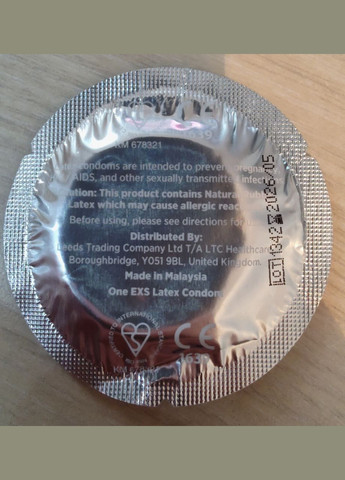 KM 678321
condoms are intended to prevent
AIDS, and other sexually transmitted
This product contains Natural
Latex which may cause allergic
Before using, please see directions for
Distributed By:
Trading Company Ltd T/A LTC Healthcare
Boroughbridge, YO51 9BL, United Kingdom.
Made in Malaysia
One EXS Latex Condom
CE
LOT 1342 2026/05